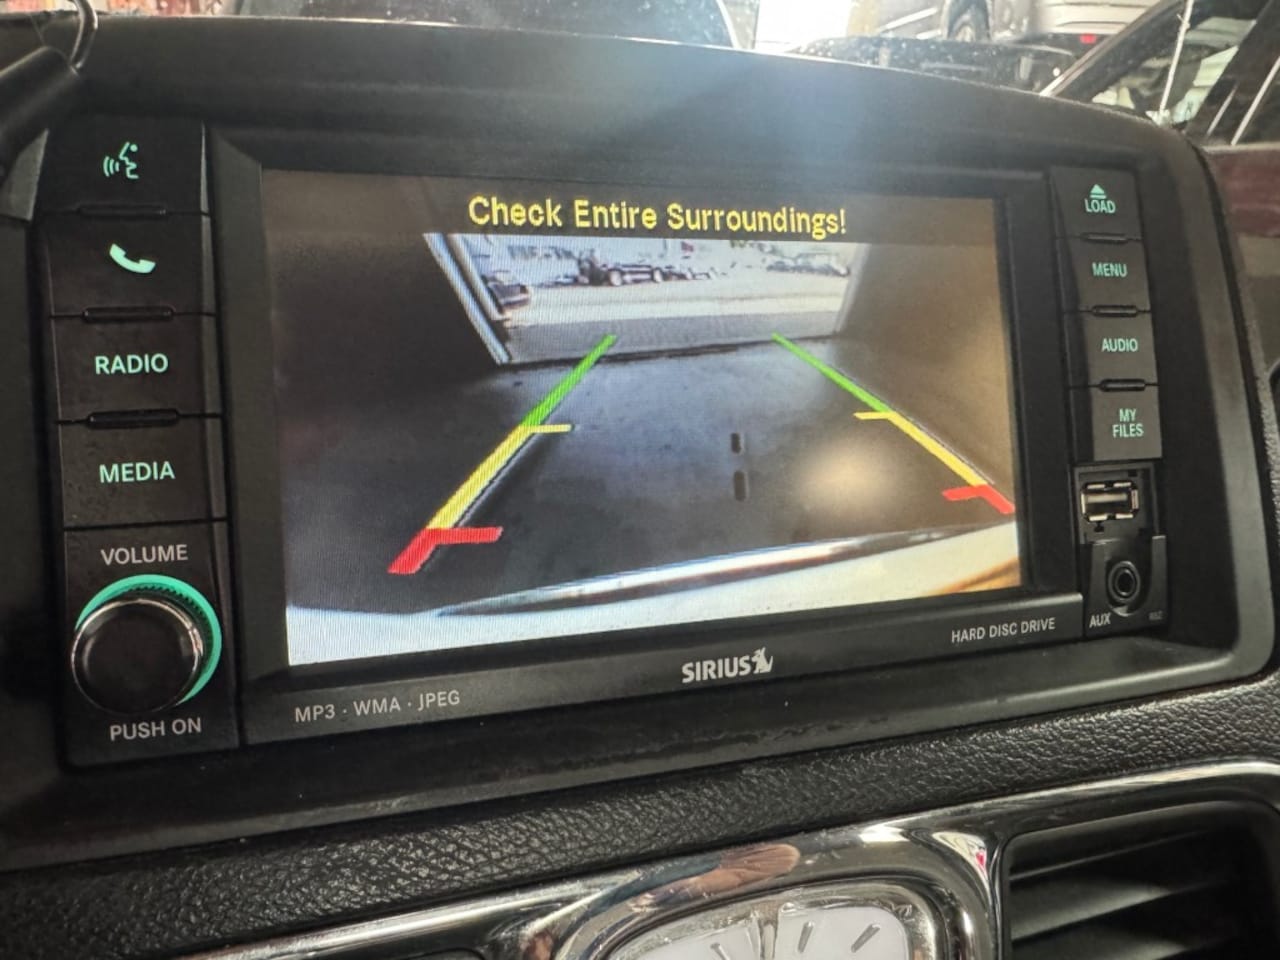 Check Entire Surroundings!
RADIO
MEDIA
VOLUME
PUSH ON
LOAD
MENU
AUDIO
MY
FILES
AUX
HARD DISC DRIVE
SIRIUS
MP3 · WMA · JPEG